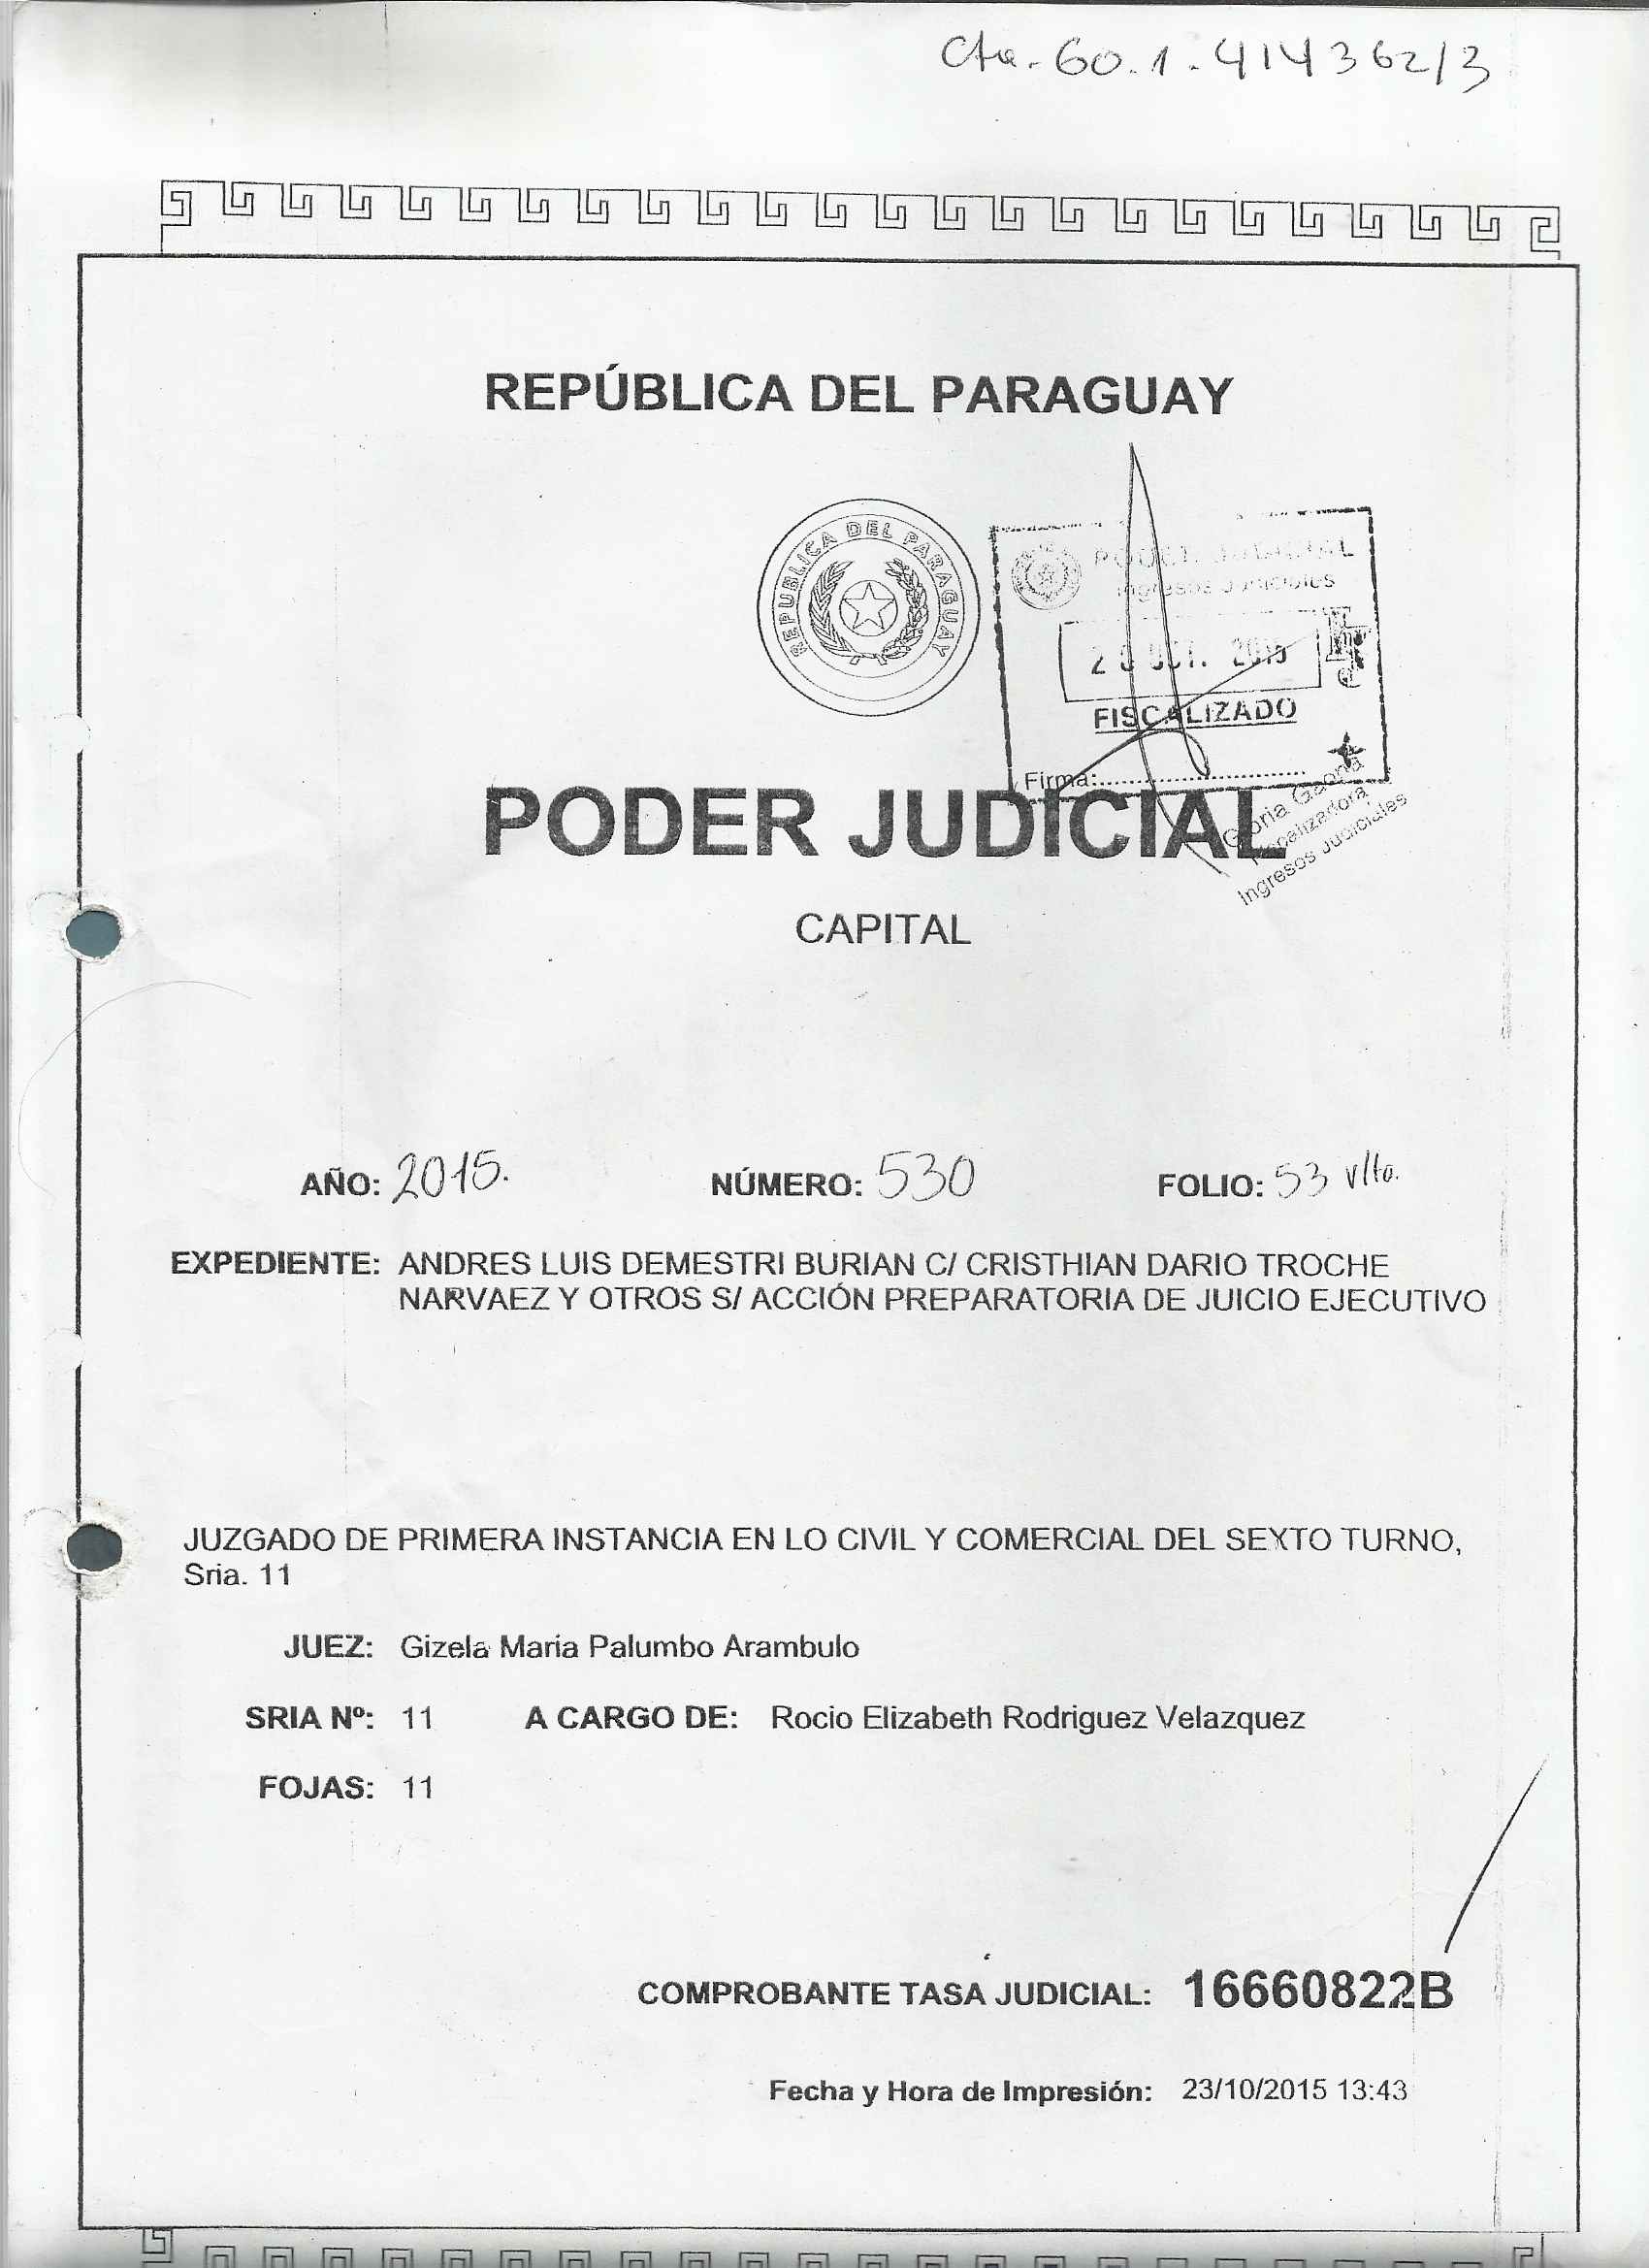 Cta. 60.1.414362/3
REPÚBLICA DEL PARAGUAY
REPUBLICA DEL PARAGUAY
PODER JUDICIAL
Ingresos Judiciales
OCT. 2015
FISCALIZADO
Firma:
Gloria Gaona
Fiscalizadora
Ingresos Judiciales
PODER JUDICIAL
CAPITAL
AÑO: 2015. NÚMERO: 530 FOLIO: 53 vlto.
EXPEDIENTE: ANDRES LUIS DEMESTRI BURIAN C/ CRISTHIAN DARIO TROCHE
NARVAEZ Y OTROS S/ ACCIÓN PREPARATORIA DE JUICIO EJECUTIVO
JUZGADO DE PRIMERA INSTANCIA EN LO CIVIL Y COMERCIAL DEL SEXTO TURNO,
Sria. 11
JUEZ: Gizela Maria Palumbo Arambulo
SRIA Nº: 11 A CARGO DE: Rocio Elizabeth Rodriguez Velazquez
FOJAS: 11
COMPROBANTE TASA JUDICIAL: 16660822B
Fecha y Hora de Impresión: 23/10/2015 13:43